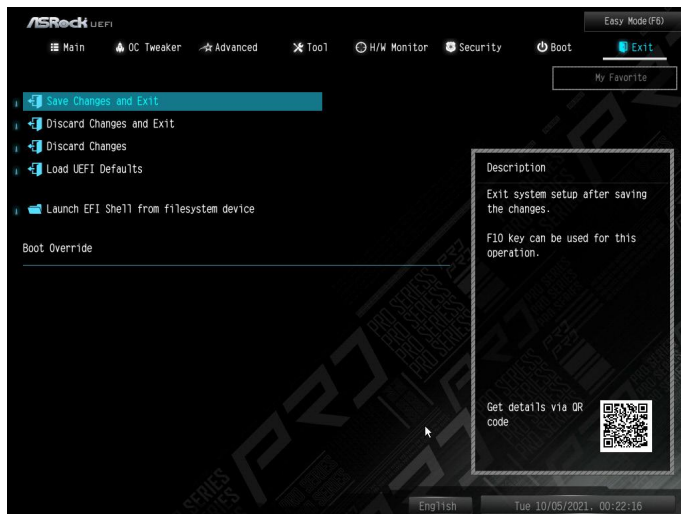 ASRock UEFI
Easy Mode(F6)
Main OC Tweaker Advanced Tool H/W Monitor Security Boot Exit
My Favorite
Save Changes and Exit
Discard Changes and Exit
Discard Changes
Load UEFI Defaults
Launch EFI Shell from filesystem device
Boot Override
Description
Exit system setup after saving
the changes.
F10 key can be used for this
operation.
Get details via QR
code
English
Tue 10/05/2021. 00:22:16
PRO SERIES